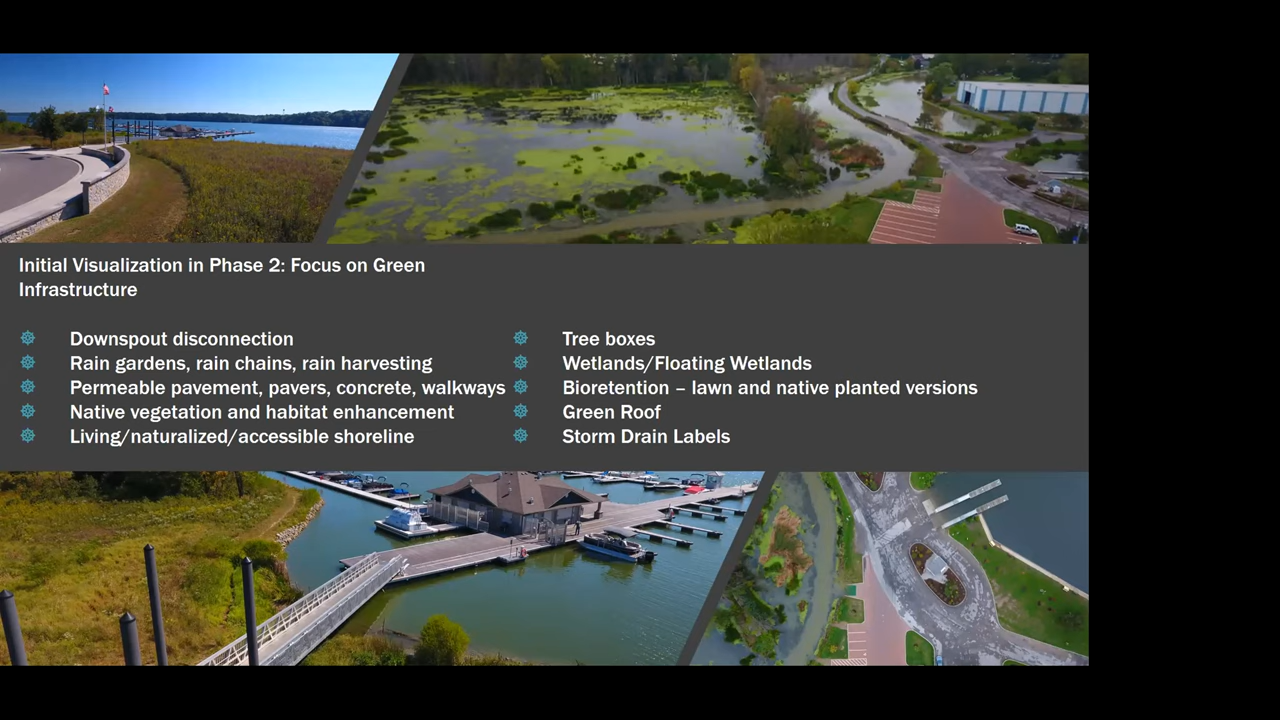 Initial Visualization in Phase 2: Focus on Green
Infrastructure
Downspout disconnection
Rain gardens, rain chains, rain harvesting
Permeable pavement, pavers, concrete, walkways
Native vegetation and habitat enhancement
Living/naturalized/accessible shoreline
Tree boxes
Wetlands/Floating Wetlands
Bioretention – lawn and native planted versions
Green Roof
Storm Drain Labels